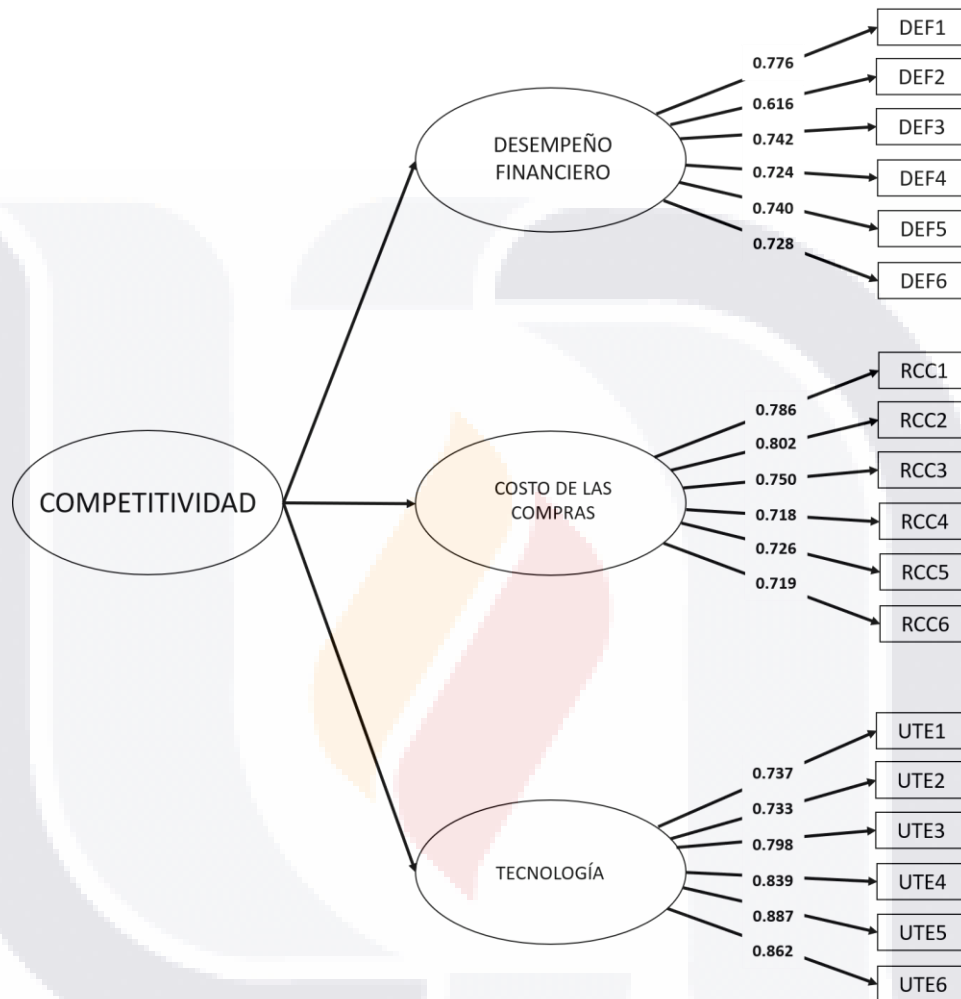 DEF1
0.776
DEF2
0.616
DESEMPEÑO
FINANCIERO
DEF3
0.742
DEF4
0.724
DEF5
0.740
DEF6
0.728
RCC1
0.786
RCC2
0.802
COMPETITIVIDAD
COSTO DE LAS
COMPRAS
RCC3
0.750
RCC4
0.718
RCC5
0.726
RCC6
0.719
UTE1
0.737
UTE2
0.733
TECNOLOGÍA
UTE3
0.798
UTE4
0.839
UTE5
0.887
UTE6
0.862